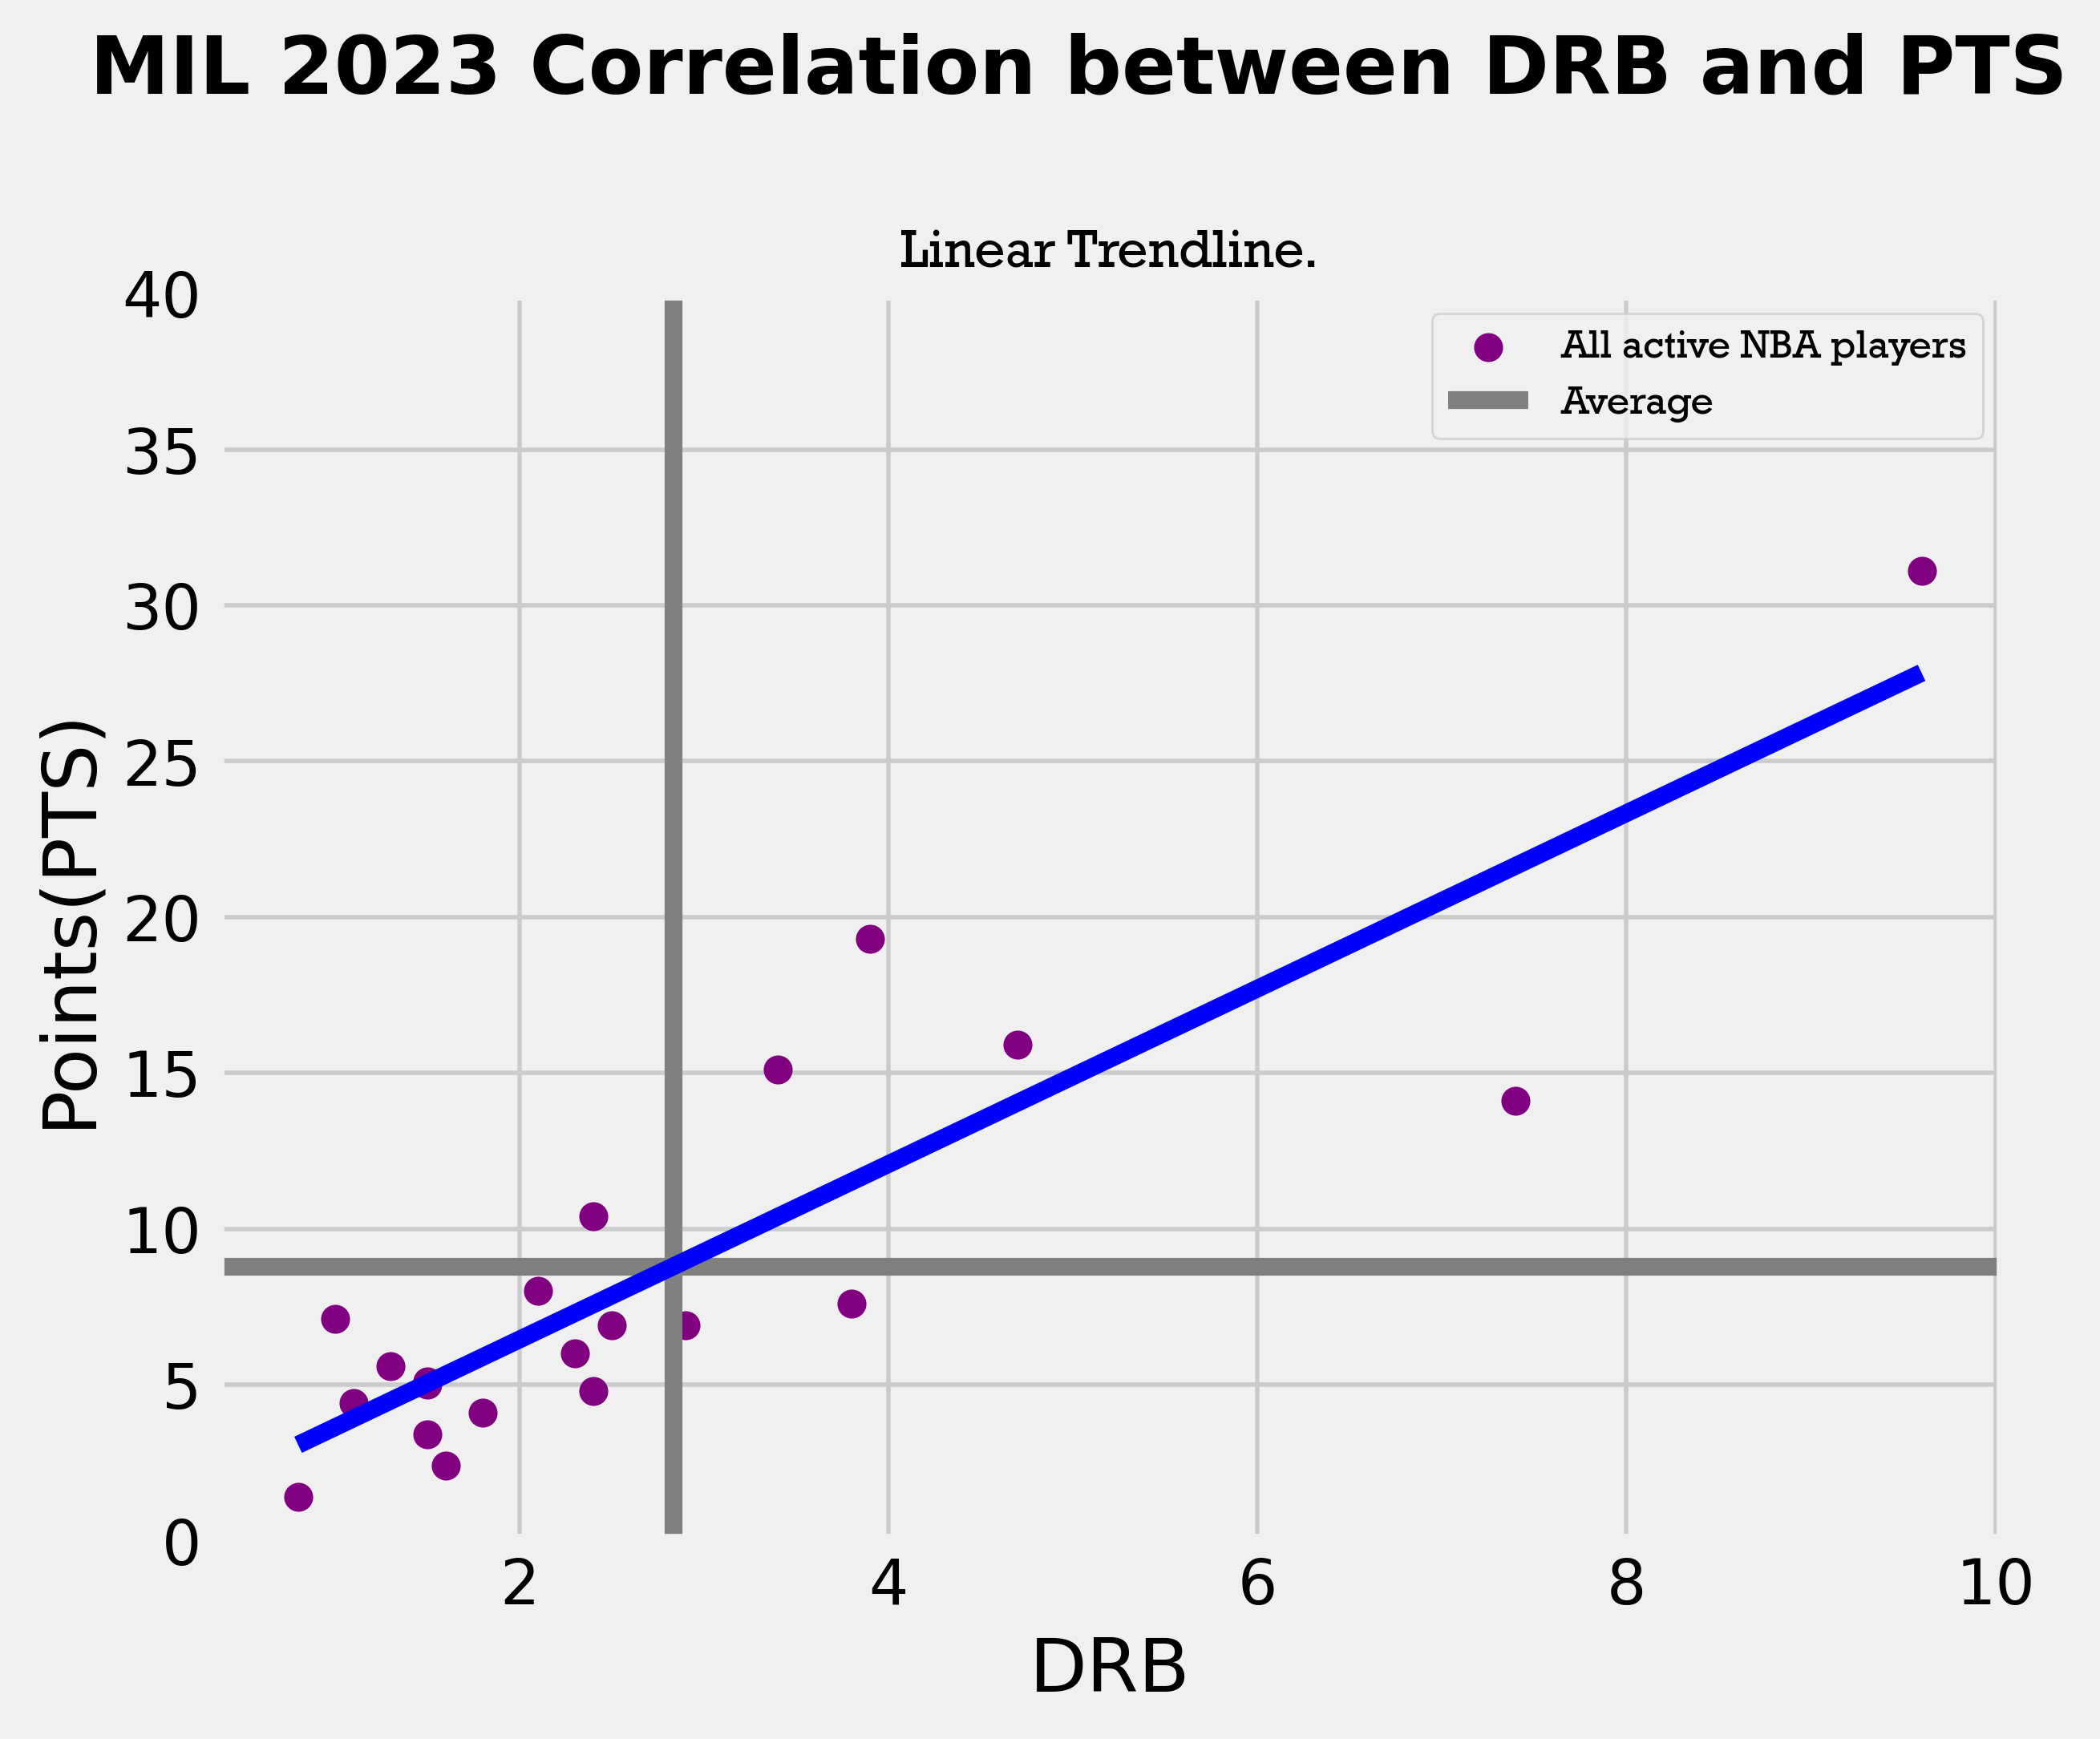 MIL 2023 Correlation between DRB and PTS
Linear Trendline.
All active NBA players
Average
Points(PTS)
40
35
30
25
20
15
10
5
0
2 4 6 8 10
DRB